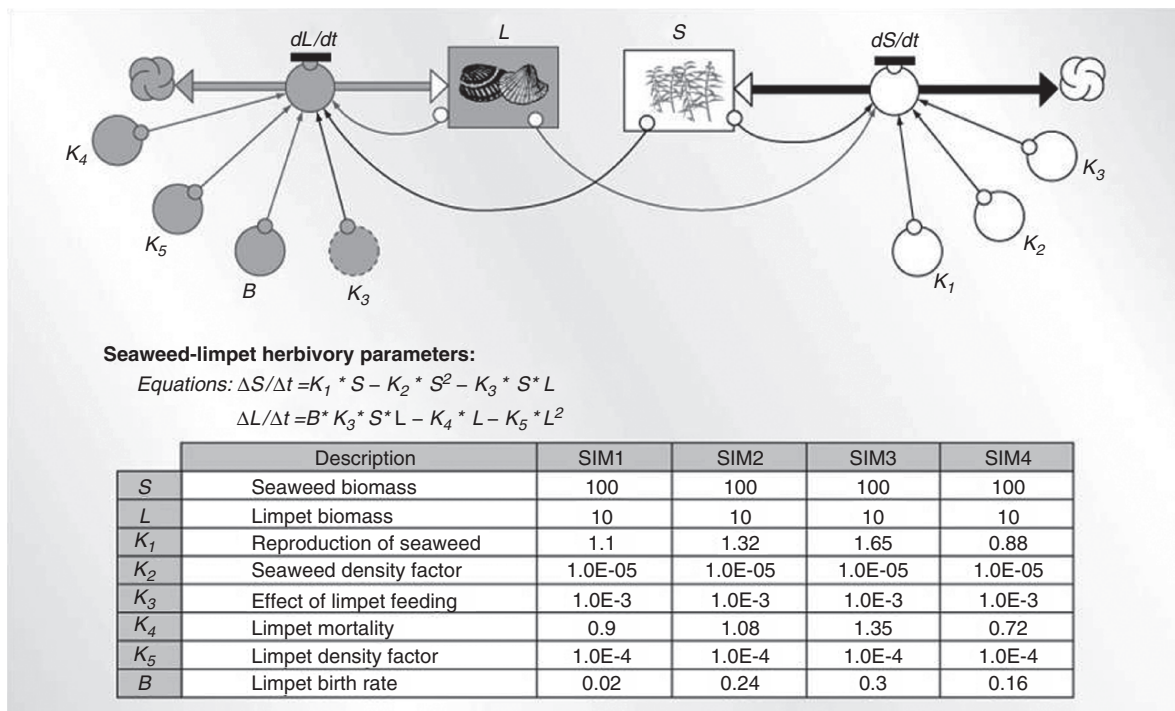 dL/dt
L
S
dS/dt
K4
K5
B
K3
K1
K2
K3
Seaweed-limpet herbivory parameters:
Equations: ΔS/Δt =K₁ * S – K₂ * S² – K₃ * S* L
ΔL/Δt =B* K₃* S* L – K₄ * L – K₅ * L²
Description SIM1 SIM2 SIM3 SIM4
S Seaweed biomass 100 100 100 100
L Limpet biomass 10 10 10 10
K₁ Reproduction of seaweed 1.1 1.32 1.65 0.88
K₂ Seaweed density factor 1.0E-05 1.0E-05 1.0E-05 1.0E-05
K₃ Effect of limpet feeding 1.0E-3 1.0E-3 1.0E-3 1.0E-3
K₄ Limpet mortality 0.9 1.08 1.35 0.72
K₅ Limpet density factor 1.0E-4 1.0E-4 1.0E-4 1.0E-4
B Limpet birth rate 0.02 0.24 0.3 0.16